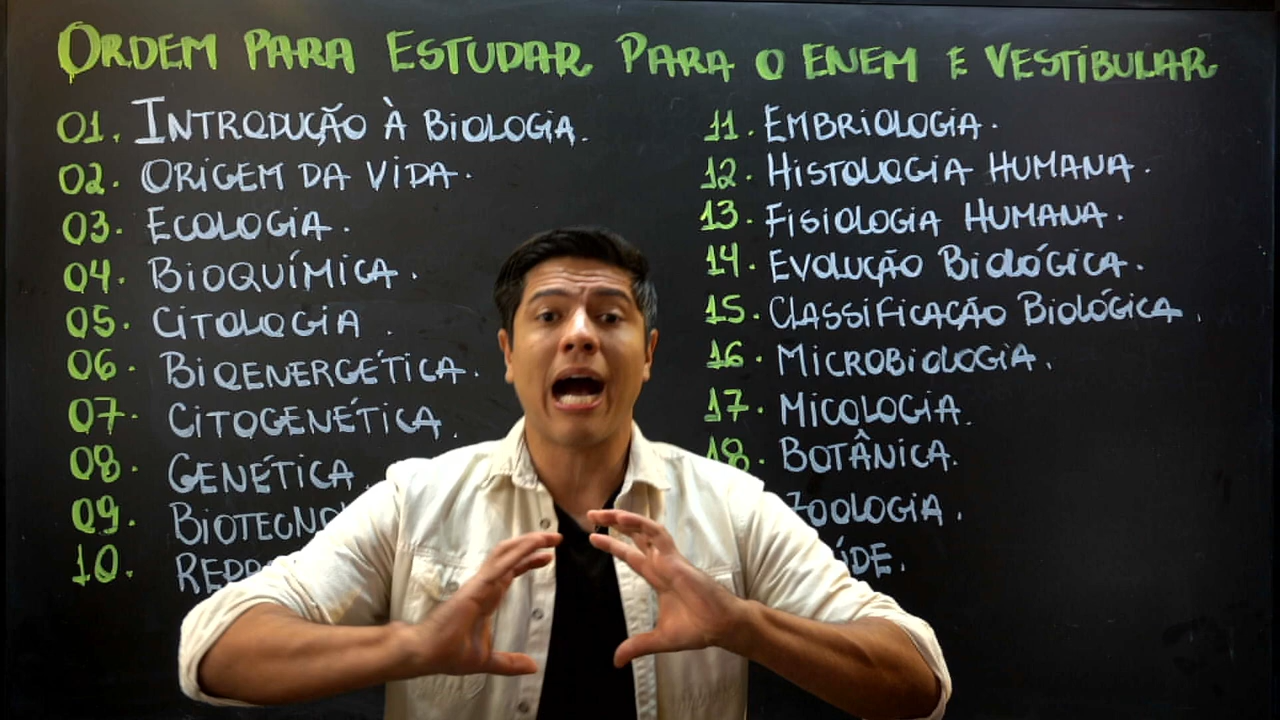 ORDEM PARA ESTUDAR PARA O ENEM E VESTIBULAR
01. INTRODUÇÃO À BIOLOGIA.
02. ORIGEM DA VIDA.
03. ECOLOGIA.
04. BIOQUÍMICA.
05. CITOLOGIA.
06. BIOENERGÉTICA.
07. CITOGENÉTICA.
08. GENÉTICA.
09.
10.
11. EMBRIOLOGIA.
12. HISTOLOGIA HUMANA.
13. FISIOLOGIA HUMANA.
14. EVOLUÇÃO BIOLÓGICA.
15. CLASSIFICAÇÃO BIOLÓGICA.
16. MICROBIOLOGIA.
17. MICOLOGIA.
18. BOTÂNICA.
ZOOLOGIA.